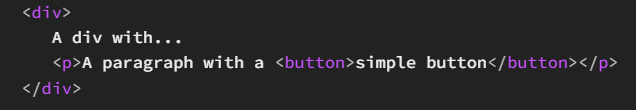 <div>
A div with...
<p>A paragraph with a <button>simple button</button></p>
</div>